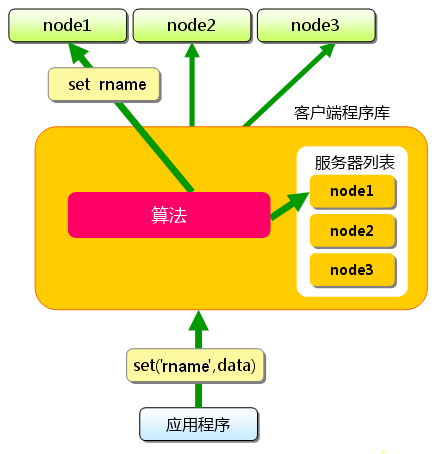 node1
node2
node3
set rname
客户端程序库
服务器列表
node1
算法
node2
node3
set('rname',data)
应用程序